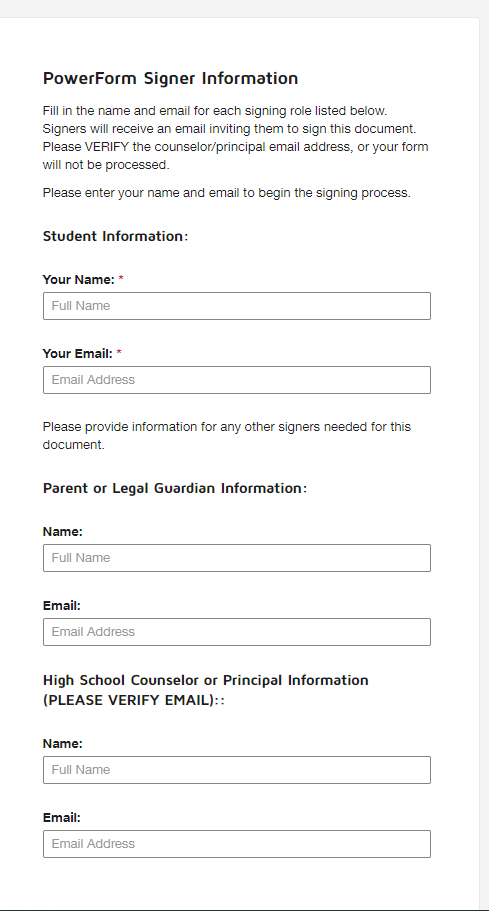 PowerForm Signer Information
Fill in the name and email for each signing role listed below.
Signers will receive an email inviting them to sign this document.
Please VERIFY the counselor/principal email address, or your form
will not be processed.
Please enter your name and email to begin the signing process.
Student Information:
Your Name: *
Full Name
Your Email: *
Email Address
Please provide information for any other signers needed for this
document.
Parent or Legal Guardian Information:
Name:
Full Name
Email:
Email Address
High School Counselor or Principal Information
(PLEASE VERIFY EMAIL)::
Name:
Full Name
Email:
Email Address